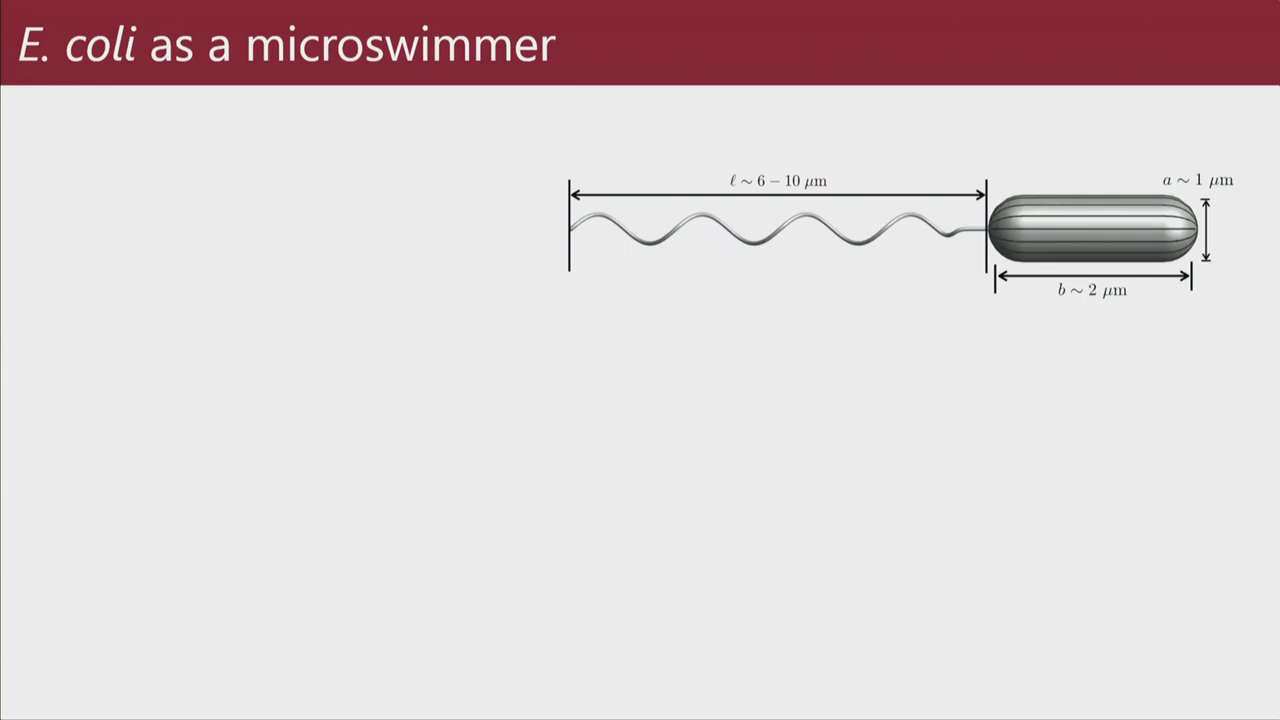 E. coli as a microswimmer
ℓ ∼ 6 – 10 μm
a ∼ 1 μm
b ∼ 2 μm